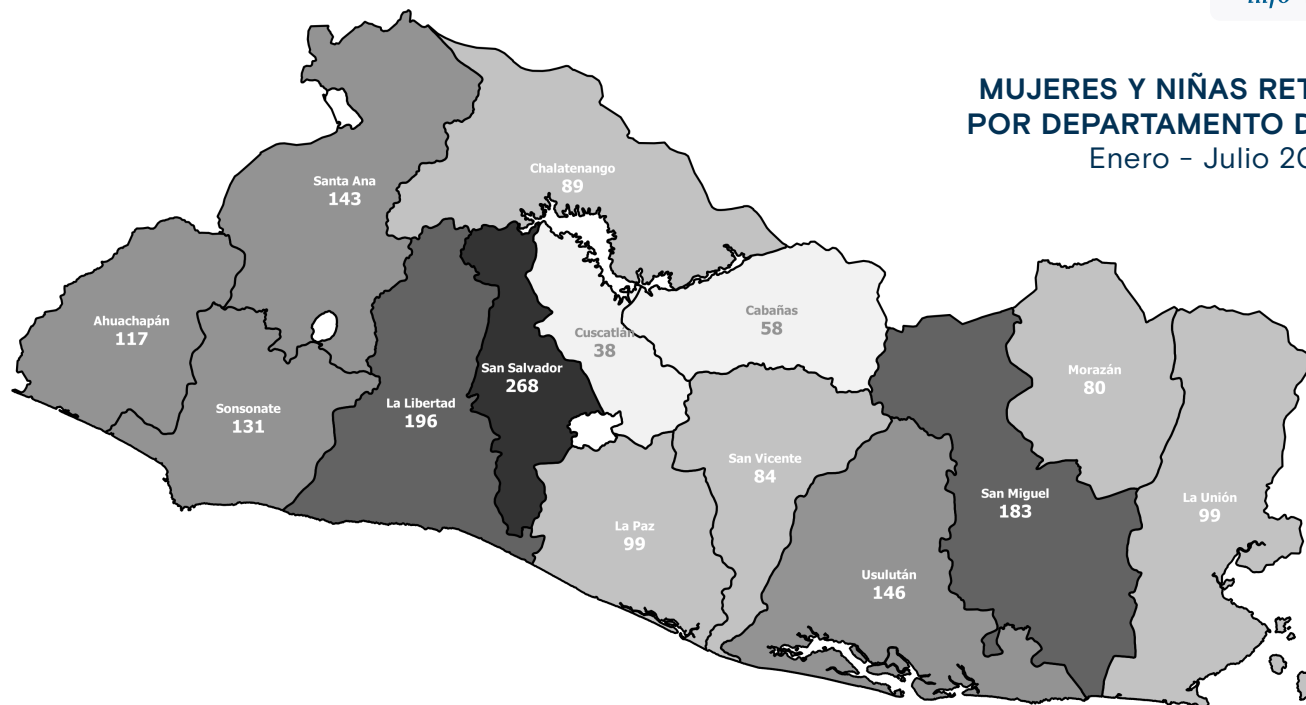 MUJERES Y NIÑAS RET
POR DEPARTAMENTO D
Enero - Julio 20
Chalatenango
89
Santa Ana
143
Ahuachapán
117
Cabañas
58
Cuscatlán
38
San Salvador
268
Morazán
80
La Libertad
196
Sonsonate
131
San Vicente
84
San Miguel
183
La Unión
99
La Paz
99
Usulután
146